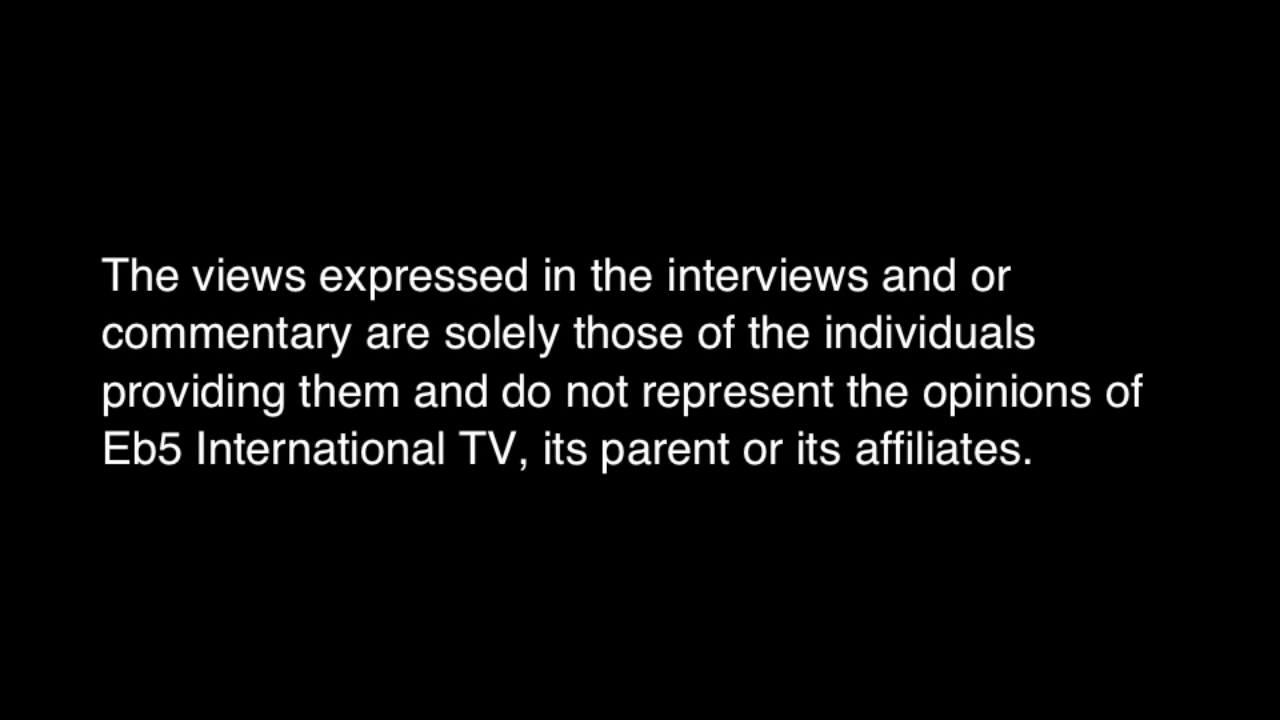 The views expressed in the interviews and or
commentary are solely those of the individuals
providing them and do not represent the opinions of
Eb5 International TV, its parent or its affiliates.